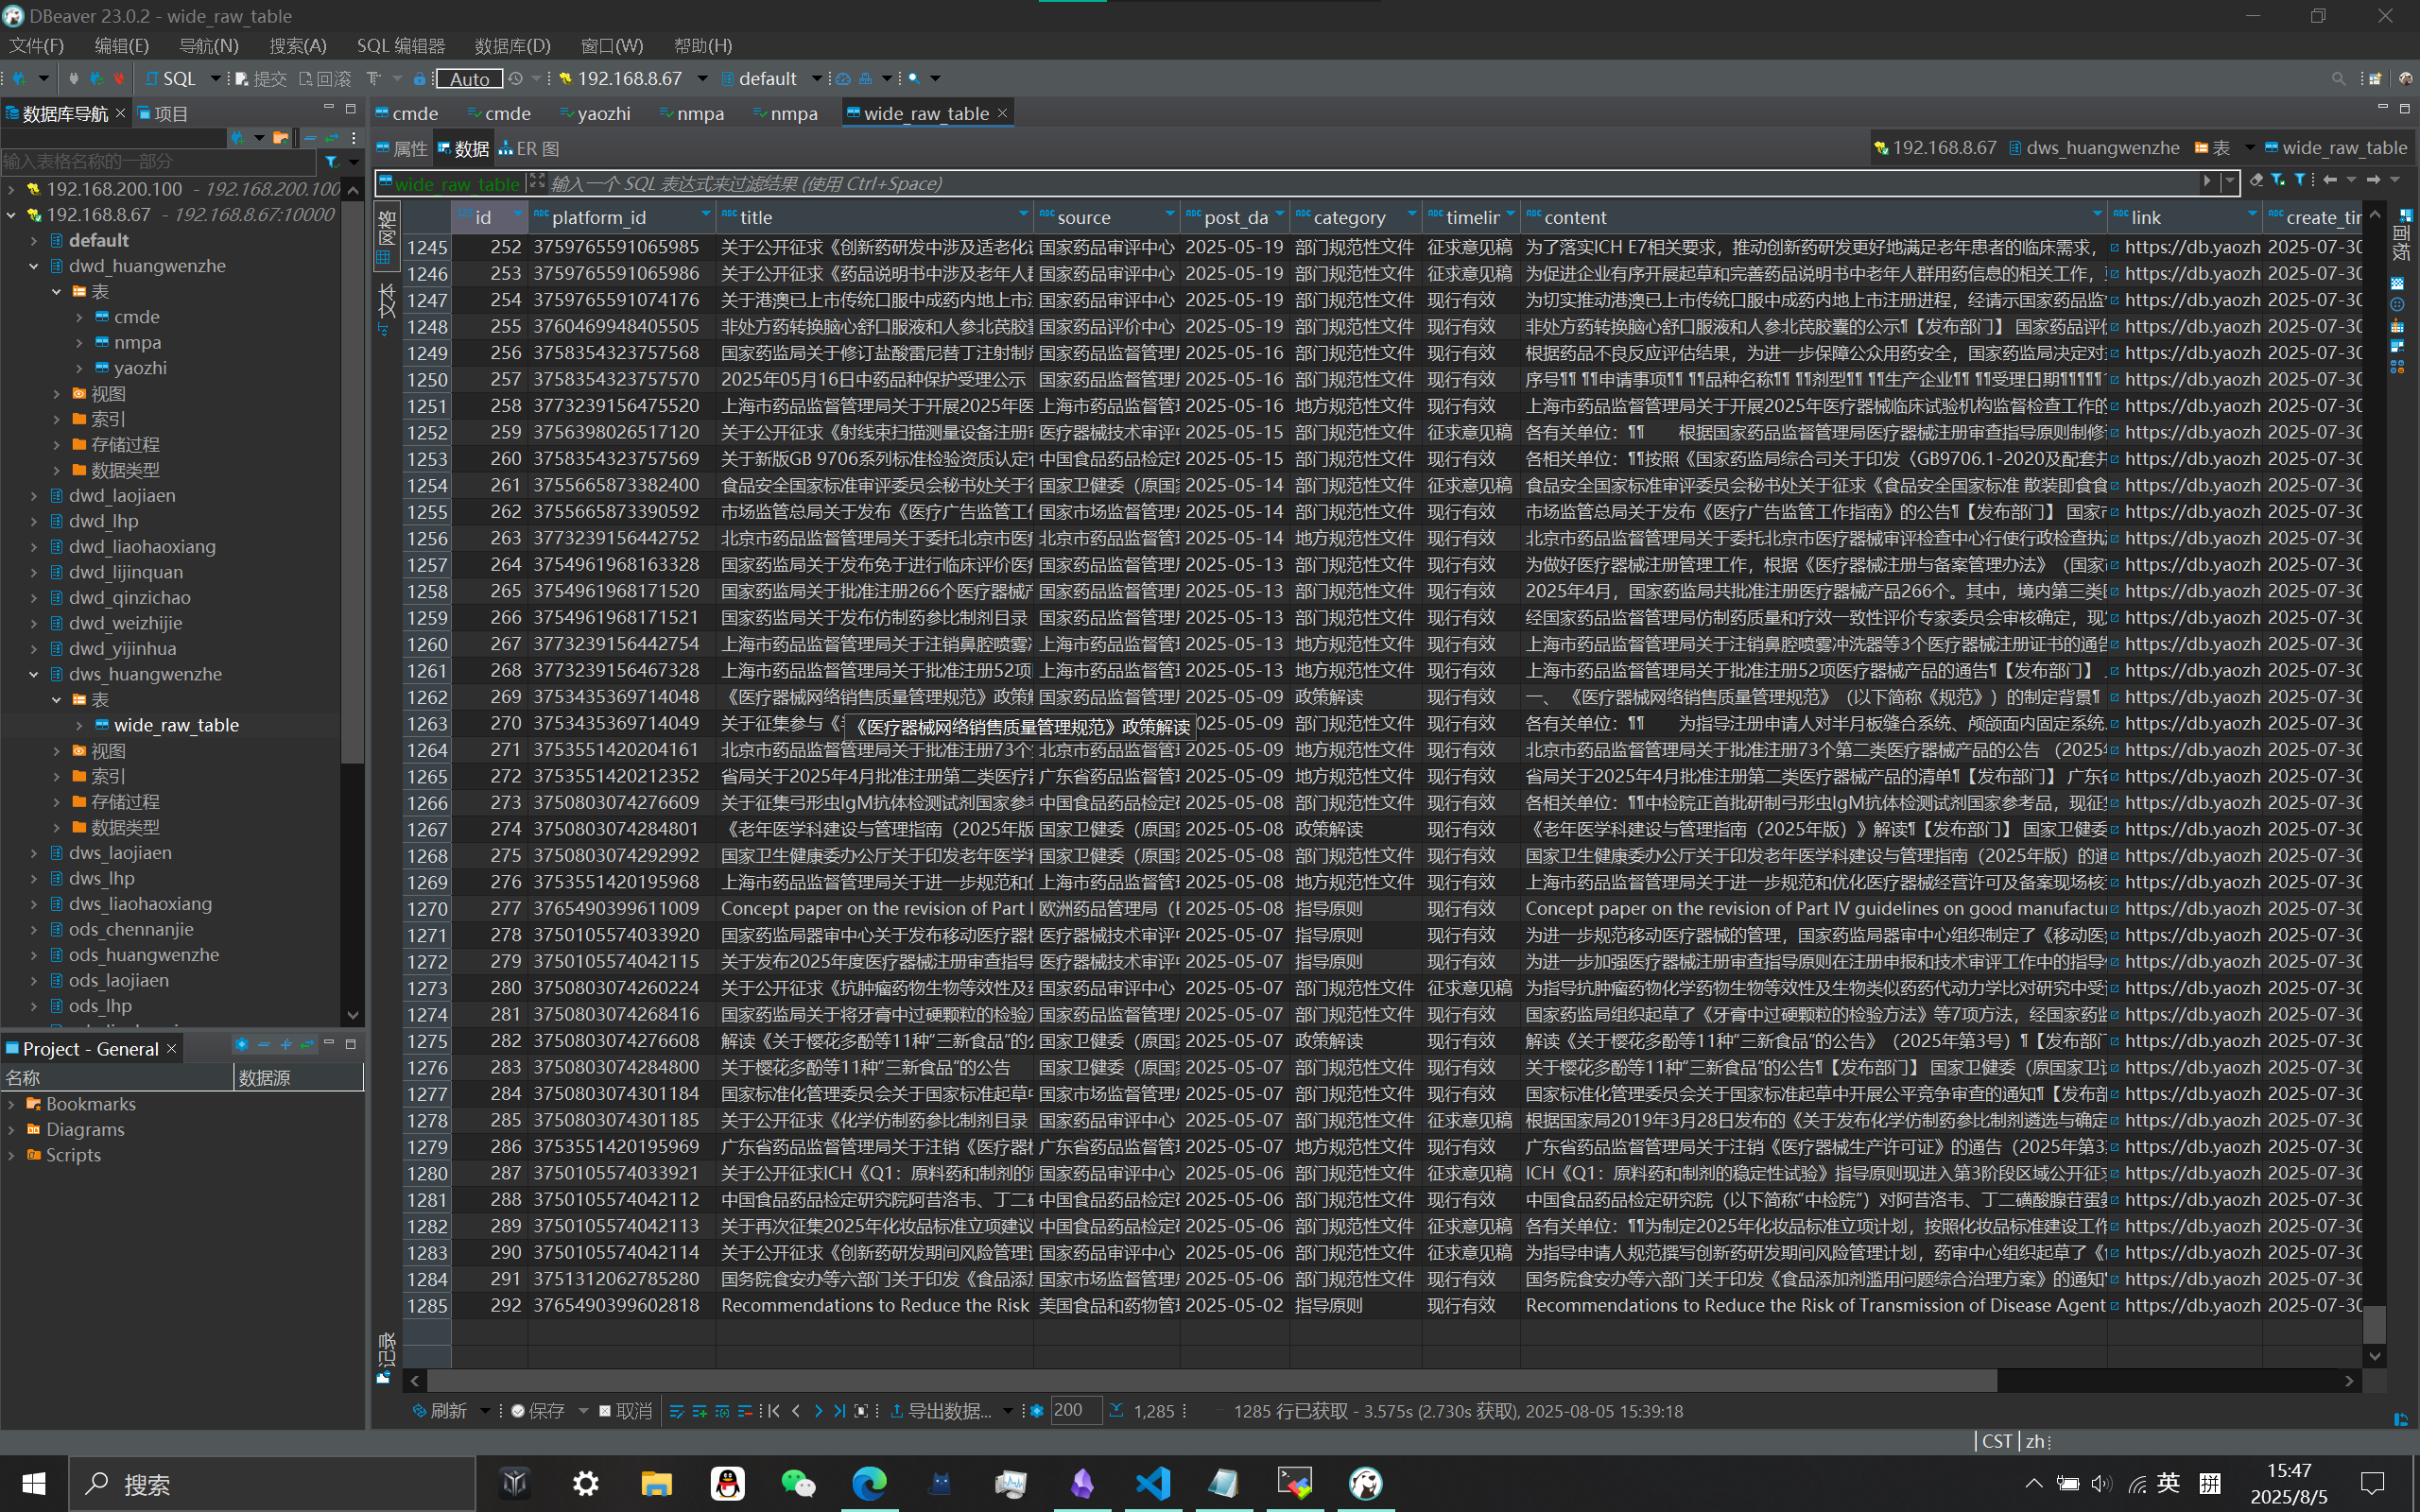 DBeaver 23.0.2 - wide_raw_table
文件(F) 编辑(E) 导航(N) 搜索(A) SQL 编辑器 数据库(D) 窗口(W) 帮助(H)
SQL 提交 回滚 Auto 192.168.8.67 default
数据库导航 项目
cmde cmde yaozhi nmpa nmpa wide_raw_table
属性 数据 ER 图
192.168.8.67 dws_huangwenzhe 表 wide_raw_table
输入表格名称的一部分
wide_raw_table 输入一个 SQL 表达式来过滤结果 (使用 Ctrl+Space)
192.168.200.100 - 192.168.200.100
192.168.8.67 - 192.168.8.67:10000
default
dwd_huangwenzhe
表
cmde
nmpa
yaozhi
视图
索引
存储过程
数据类型
dwd_laojiaen
dwd_lhp
dwd_liaohaoxiang
dwd_lijinquan
dwd_qinzichao
dwd_weizhijie
dwd_yijinhua
dws_huangwenzhe
表
wide_raw_table
视图
索引
存储过程
数据类型
dws_laojiaen
dws_lhp
dws_liaohaoxiang
ods_chennanjie
ods_huangwenzhe
ods_laojiaen
ods_lhp
Project - General
名称 数据源
Bookmarks
Diagrams
Scripts
网格
文本
记录
面板
id platform_id title source post_da category timelir content link create_tir
1245 252 3759765591065985 关于公开征求《创新药研发中涉及适老化 国家药品审评中心 2025-05-19 部门规范性文件 征求意见稿 为了落实ICH E7相关要求，推动创新药研发更好地满足老年患者的临床需求， https://db.yaozh 2025-07-30
1246 253 3759765591065986 关于公开征求《药品说明书中涉及老年人 国家药品审评中心 2025-05-19 部门规范性文件 征求意见稿 为促进企业有序开展起草和完善药品说明书中老年人群用药信息的相关工作， https://db.yaozh 2025-07-30
1247 254 3759765591074176 关于港澳已上市传统口服中成药内地上市 国家药品审评中心 2025-05-19 部门规范性文件 现行有效 为切实推动港澳已上市传统口服中成药内地上市注册进程，经请示国家药品监 https://db.yaozh 2025-07-30
1248 255 3760469948405505 非处方药转换脑心舒口服液和人参北芪胶囊 国家药品评价中心 2025-05-19 部门规范性文件 现行有效 非处方药转换脑心舒口服液和人参北芪胶囊的公示¶【发布部门】 国家药品评 https://db.yaozh 2025-07-30
1249 256 3758354323757568 国家药监局关于修订盐酸雷尼替丁注射制 国家药品监督管理 2025-05-16 部门规范性文件 现行有效 根据药品不良反应评估结果，为进一步保障公众用药安全，国家药监局决定对 https://db.yaozh 2025-07-30
1250 257 3758354323757570 2025年05月16日中药品种保护受理公示 国家药品监督管理 2025-05-16 部门规范性文件 现行有效 序号¶¶ ¶¶申请事项¶¶ ¶¶品种名称¶¶ ¶¶剂型¶¶ ¶¶生产企业¶¶ ¶¶受理日期¶¶¶¶¶ https://db.yaozh 2025-07-30
1251 258 3773239156475520 上海市药品监督管理局关于开展2025年医 上海市药品监督管 2025-05-16 地方规范性文件 现行有效 上海市药品监督管理局关于开展2025年医疗器械临床试验机构监督检查工作的 https://db.yaozh 2025-07-30
1252 259 3756398026517120 关于公开征求《射线束扫描测量设备注册 医疗器械技术审评 2025-05-15 部门规范性文件 征求意见稿 各有关单位：¶¶ 根据国家药品监督管理局医疗器械注册审查指导原则制修 https://db.yaozh 2025-07-30
1253 260 3758354323757569 关于新版GB 9706系列标准检验资质认定 中国食品药品检定 2025-05-15 部门规范性文件 现行有效 各相关单位：¶¶按照《国家药监局综合司关于印发〈GB9706.1-2020及配套 https://db.yaozh 2025-07-30
1254 261 3755665873382400 食品安全国家标准审评委员会秘书处关于 国家卫健委（原国 2025-05-14 部门规范性文件 征求意见稿 食品安全国家标准审评委员会秘书处关于征求《食品安全国家标准 散装即食食 https://db.yaozh 2025-07-30
1255 262 3755665873390592 市场监管总局关于发布《医疗广告监管工 国家市场监督管理 2025-05-14 部门规范性文件 现行有效 市场监管总局关于发布《医疗广告监管工作指南》的公告¶【发布部门】 国家 https://db.yaozh 2025-07-30
1256 263 3773239156442752 北京市药品监督管理局关于委托北京市医 北京市药品监督管 2025-05-14 地方规范性文件 现行有效 北京市药品监督管理局关于委托北京市医疗器械审评检查中心行使行政检查执 https://db.yaozh 2025-07-30
1257 264 3754961968163328 国家药监局关于发布免于进行临床评价医 国家药品监督管理 2025-05-13 部门规范性文件 现行有效 为做好医疗器械注册管理工作，根据《医疗器械注册与备案管理办法》（国家 https://db.yaozh 2025-07-30
1258 265 3754961968171520 国家药监局关于批准注册266个医疗器械 国家药品监督管理 2025-05-13 部门规范性文件 现行有效 2025年4月，国家药监局共批准注册医疗器械产品266个。其中，境内第三类 https://db.yaozh 2025-07-30
1259 266 3754961968171521 国家药监局关于发布仿制药参比制剂目录 国家药品监督管理 2025-05-13 部门规范性文件 现行有效 经国家药品监督管理局仿制药质量和疗效一致性评价专家委员会审核确定，现 https://db.yaozh 2025-07-30
1260 267 3773239156442754 上海市药品监督管理局关于注销鼻腔喷雾 上海市药品监督管 2025-05-13 地方规范性文件 现行有效 上海市药品监督管理局关于注销鼻腔喷雾冲洗器等3个医疗器械注册证书的通告 https://db.yaozh 2025-07-30
1261 268 3773239156467328 上海市药品监督管理局关于批准注册52项 上海市药品监督管 2025-05-13 地方规范性文件 现行有效 上海市药品监督管理局关于批准注册52项医疗器械产品的通告¶【发布部门】 https://db.yaozh 2025-07-30
1262 269 3753435369714048 《医疗器械网络销售质量管理规范》政策 国家药品监督管理 2025-05-09 政策解读 现行有效 一、《医疗器械网络销售质量管理规范》（以下简称《规范》）的制定背景¶ https://db.yaozh 2025-07-30
1263 270 3753435369714049 关于征集参与《 《医疗器械网络销售质量管理规范》政策解读 2025-05-09 部门规范性文件 现行有效 各有关单位：¶¶ 为指导注册申请人对半月板缝合系统、颅颌面内固定系统 https://db.yaozh 2025-07-30
1264 271 3753551420204161 北京市药品监督管理局关于批准注册73个 北京市药品监督管 2025-05-09 地方规范性文件 现行有效 北京市药品监督管理局关于批准注册73个第二类医疗器械产品的公告 （2025 https://db.yaozh 2025-07-30
1265 272 3753551420212352 省局关于2025年4月批准注册第二类医疗 广东省药品监督管 2025-05-09 地方规范性文件 现行有效 省局关于2025年4月批准注册第二类医疗器械产品的清单¶【发布部门】 广东 https://db.yaozh 2025-07-30
1266 273 3750803074276609 关于征集弓形虫IgM抗体检测试剂国家参 中国食品药品检定 2025-05-08 部门规范性文件 现行有效 各相关单位：¶¶中检院正首批研制弓形虫IgM抗体检测试剂国家参考品，现征 https://db.yaozh 2025-07-30
1267 274 3750803074284801 《老年医学科建设与管理指南（2025年版 国家卫健委（原国 2025-05-08 政策解读 现行有效 《老年医学科建设与管理指南（2025年版）》解读¶【发布部门】 国家卫健委 https://db.yaozh 2025-07-30
1268 275 3750803074292992 国家卫生健康委办公厅关于印发老年医学 国家卫健委（原国 2025-05-08 部门规范性文件 现行有效 国家卫生健康委办公厅关于印发老年医学科建设与管理指南（2025年版）的 https://db.yaozh 2025-07-30
1269 276 3753551420195968 上海市药品监督管理局关于进一步规范和 上海市药品监督管 2025-05-08 地方规范性文件 现行有效 上海市药品监督管理局关于进一步规范和优化医疗器械经营许可及备案现场核 https://db.yaozh 2025-07-30
1270 277 3765490399611009 Concept paper on the revision of Part 欧洲药品管理局 2025-05-08 指导原则 现行有效 Concept paper on the revision of Part IV guidelines on good manufactu https://db.yaozh 2025-07-30
1271 278 3750105574033920 国家药监局器审中心关于发布移动医疗器 医疗器械技术审评 2025-05-07 指导原则 现行有效 为进一步规范移动医疗器械的管理，国家药监局器审中心组织制定了《移动医 https://db.yaozh 2025-07-30
1272 279 3750105574042115 关于发布2025年度医疗器械注册审查指导 医疗器械技术审评 2025-05-07 指导原则 现行有效 为进一步加强医疗器械注册审查指导原则在注册申报和技术审评工作中的指导 https://db.yaozh 2025-07-30
1273 280 3750803074260224 关于公开征求《抗肿瘤药物生物等效性及 国家药品审评中心 2025-05-07 部门规范性文件 征求意见稿 为指导抗肿瘤药物化学药物生物等效性及生物类似药药代动力学比对研究中受 https://db.yaozh 2025-07-30
1274 281 3750803074268416 国家药监局关于将牙膏中过硬颗粒的检验 国家药品监督管理 2025-05-07 部门规范性文件 现行有效 国家药监局组织起草了《牙膏中过硬颗粒的检验方法》等7项方法，经国家药监 https://db.yaozh 2025-07-30
1275 282 3750803074276608 解读《关于樱花多酚等11种“三新食品”的 国家卫健委（原国 2025-05-07 政策解读 现行有效 解读《关于樱花多酚等11种“三新食品”的公告》（2025年第3号）¶【发布部 https://db.yaozh 2025-07-30
1276 283 3750803074284800 关于樱花多酚等11种“三新食品”的公告 国家卫健委（原国 2025-05-07 部门规范性文件 现行有效 关于樱花多酚等11种“三新食品”的公告¶【发布部门】 国家卫健委（原国家卫 https://db.yaozh 2025-07-30
1277 284 3750803074301184 国家标准化管理委员会关于国家标准起草 国家市场监督管理 2025-05-07 部门规范性文件 现行有效 国家标准化管理委员会关于国家标准起草中开展公平竞争审查的通知¶【发布 https://db.yaozh 2025-07-30
1278 285 3750803074301185 关于公开征求《化学仿制药参比制剂目录 国家药品审评中心 2025-05-07 部门规范性文件 征求意见稿 根据国家局2019年3月28日发布的《关于发布化学仿制药参比制剂遴选与确定 https://db.yaozh 2025-07-30
1279 286 3753551420195969 广东省药品监督管理局关于注销《医疗器 广东省药品监督管 2025-05-07 地方规范性文件 现行有效 广东省药品监督管理局关于注销《医疗器械生产许可证》的通告（2025年第3 https://db.yaozh 2025-07-30
1280 287 3750105574033921 关于公开征求ICH《Q1：原料药和制剂的 国家药品审评中心 2025-05-06 部门规范性文件 征求意见稿 ICH《Q1：原料药和制剂的稳定性试验》指导原则现进入第3阶段区域公开征 https://db.yaozh 2025-07-30
1281 288 3750105574042112 中国食品药品检定研究院阿昔洛韦、丁二 中国食品药品检定 2025-05-06 部门规范性文件 现行有效 中国食品药品检定研究院（以下简称“中检院”）对阿昔洛韦、丁二磺酸腺苷蛋 https://db.yaozh 2025-07-30
1282 289 3750105574042113 关于再次征集2025年化妆品标准立项建议 中国食品药品检定 2025-05-06 部门规范性文件 征求意见稿 各有关单位：¶¶为制定2025年化妆品标准立项计划，按照化妆品标准建设工作 https://db.yaozh 2025-07-30
1283 290 3750105574042114 关于公开征求《创新药研发期间风险管理 国家药品审评中心 2025-05-06 部门规范性文件 征求意见稿 为指导申请人规范撰写创新药研发期间风险管理计划，药审中心组织起草了《 https://db.yaozh 2025-07-30
1284 291 3751312062785280 国务院食安办等六部门关于印发《食品添 国家市场监督管理 2025-05-06 部门规范性文件 现行有效 国务院食安办等六部门关于印发《食品添加剂滥用问题综合治理方案》的通知 https://db.yaozh 2025-07-30
1285 292 3765490399602818 Recommendations to Reduce the Risk 美国食品和药物管 2025-05-02 指导原则 现行有效 Recommendations to Reduce the Risk of Transmission of Disease Agent https://db.yaozh 2025-07-30
刷新 保存 取消 导出数据... 200 1,285 1285 行已获取 - 3.575s (2.730s 获取), 2025-08-05 15:39:18
CST zh
搜索
英 拼 15:47
2025/8/5